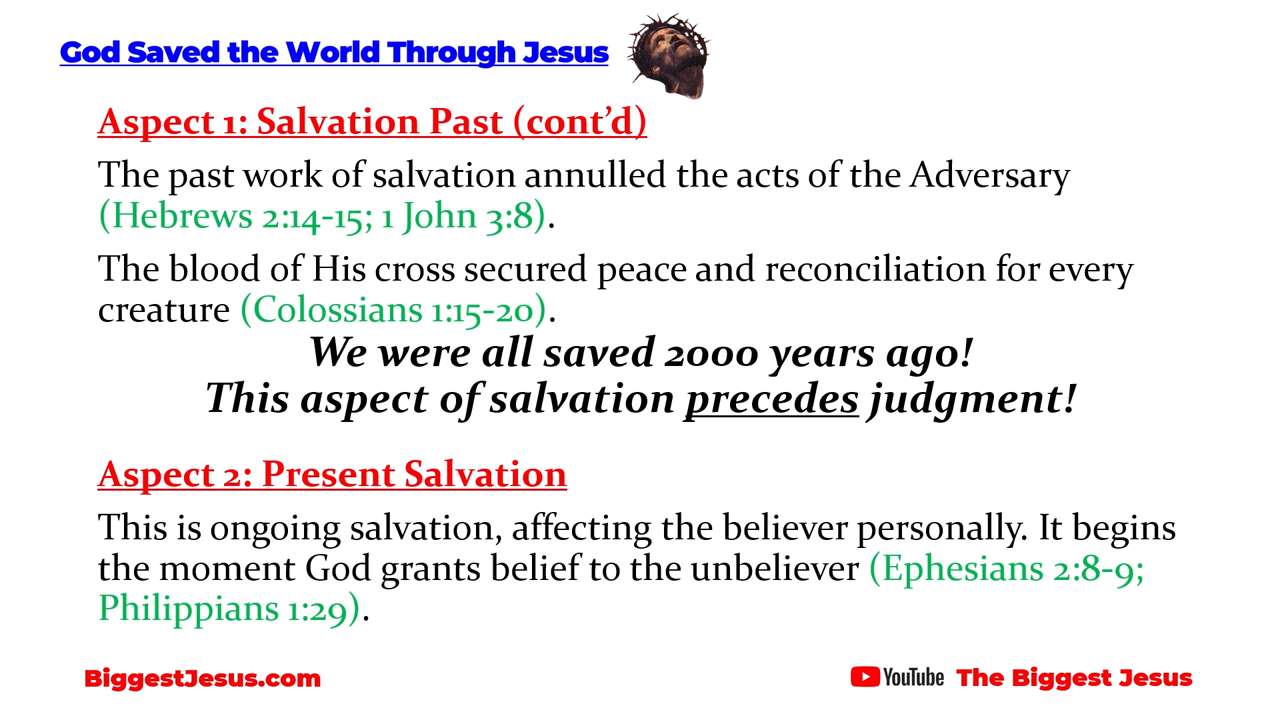 God Saved the World Through Jesus
Aspect 1: Salvation Past (cont’d)
The past work of salvation annulled the acts of the Adversary
(Hebrews 2:14-15; 1 John 3:8).
The blood of His cross secured peace and reconciliation for every
creature (Colossians 1:15-20).
We were all saved 2000 years ago!
This aspect of salvation precedes judgment!
Aspect 2: Present Salvation
This is ongoing salvation, affecting the believer personally. It begins
the moment God grants belief to the unbeliever (Ephesians 2:8-9;
Philippians 1:29).
BiggestJesus.com
YouTube The Biggest Jesus